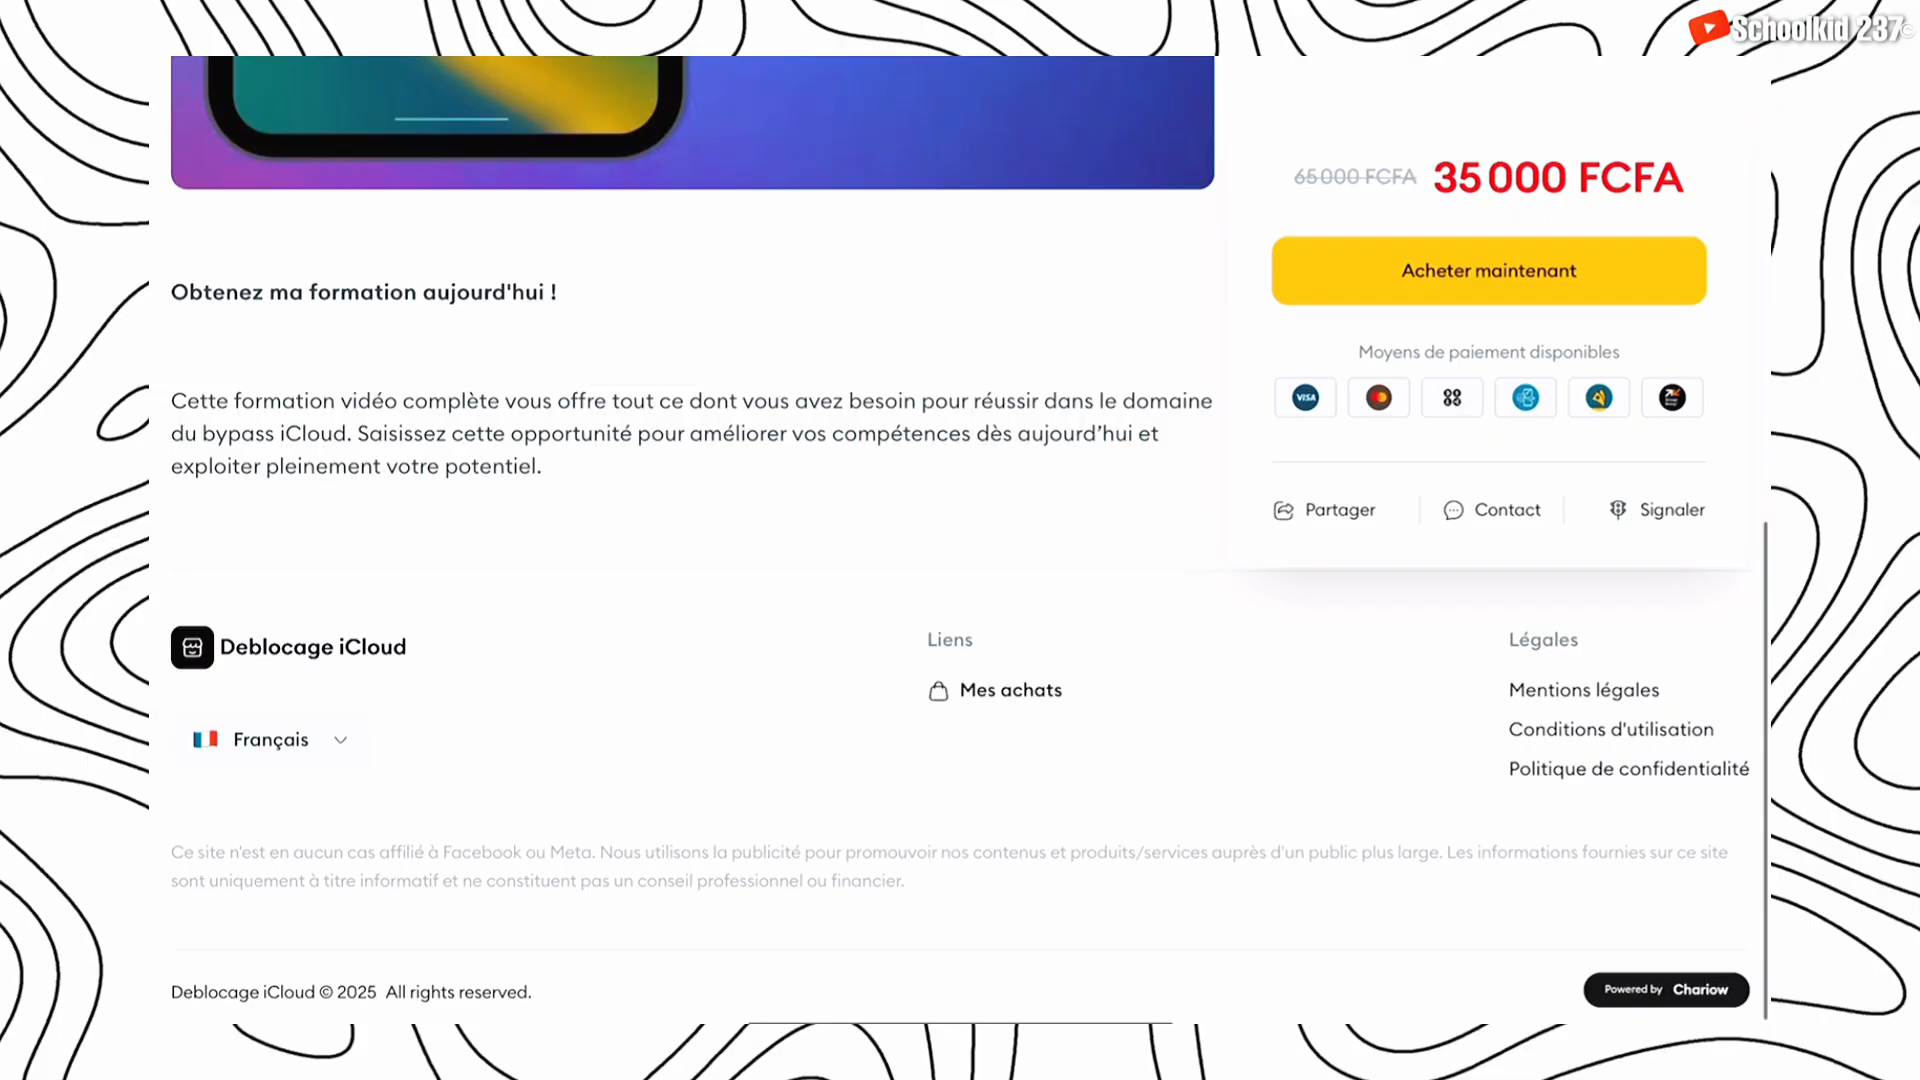 Schoolkid 237©
65 000 FCFA 35 000 FCFA
Acheter maintenant
Moyens de paiement disponibles
VISA
Partager
Contact
Signaler
Obtenez ma formation aujourd'hui !
Cette formation vidéo complète vous offre tout ce dont vous avez besoin pour réussir dans le domaine
du bypass iCloud. Saisissez cette opportunité pour améliorer vos compétences dès aujourd’hui et
exploiter pleinement votre potentiel.
Deblocage iCloud
Français
Liens
Mes achats
Légales
Mentions légales
Conditions d'utilisation
Politique de confidentialité
Ce site n'est en aucun cas affilié à Facebook ou Meta. Nous utilisons la publicité pour promouvoir nos contenus et produits/services auprès d'un public plus large. Les informations fournies sur ce site
sont uniquement à titre informatif et ne constituent pas un conseil professionnel ou financier.
Deblocage iCloud © 2025 All rights reserved.
Powered by Chariow